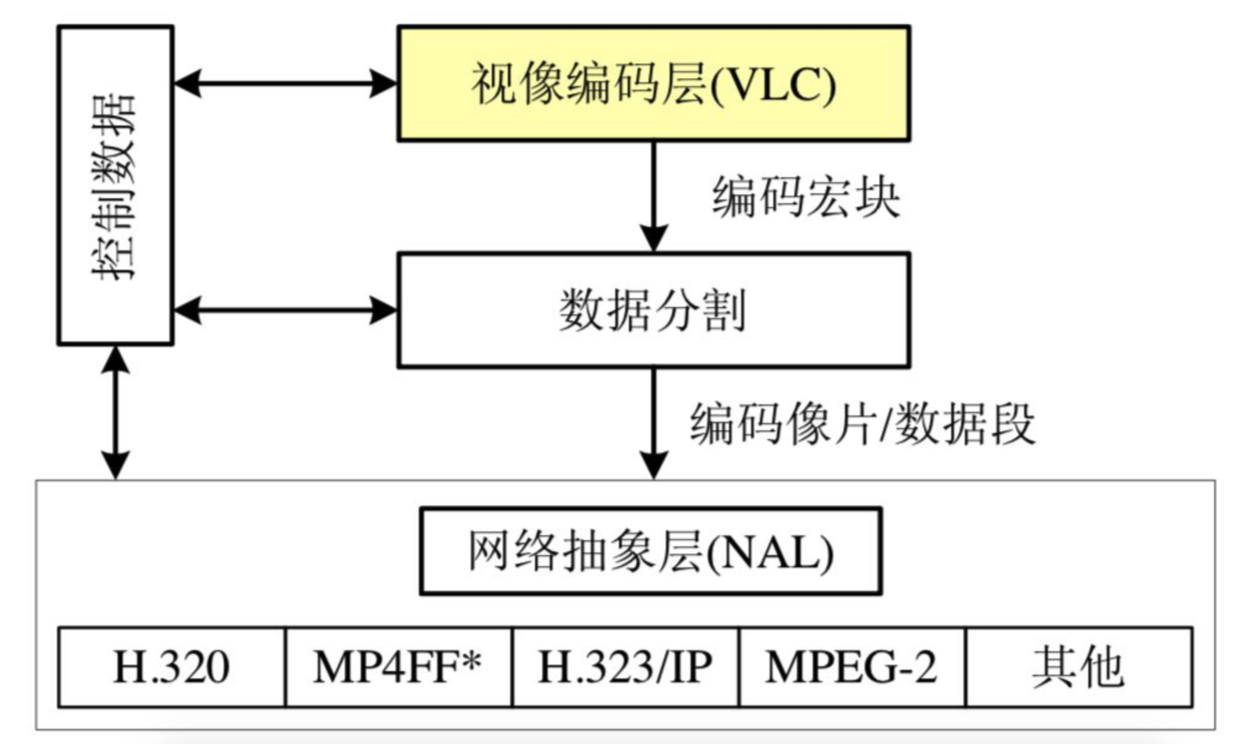 控制数据
视像编码层(VLC)
编码宏块
数据分割
编码像片/数据段
网络抽象层(NAL)
H.320
MP4FF*
H.323/IP
MPEG-2
其他